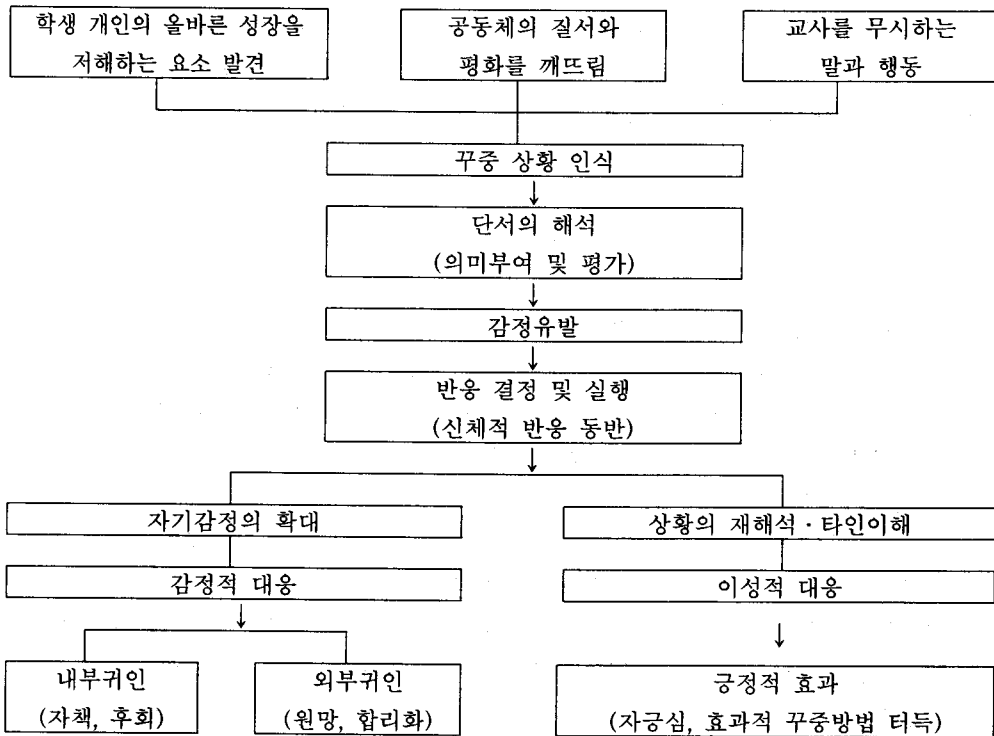 학생 개인의 올바른 성장을
저해하는 요소 발견
공동체의 질서와
평화를 깨뜨림
교사를 무시하는
말과 행동
꾸중 상황 인식
단서의 해석
(의미부여 및 평가)
감정유발
반응 결정 및 실행
(신체적 반응 동반)
자기감정의 확대
상황의 재해석·타인이해
감정적 대응
이성적 대응
내부귀인
(자책, 후회)
외부귀인
(원망, 합리화)
긍정적 효과
(자긍심, 효과적 꾸중방법 터득)